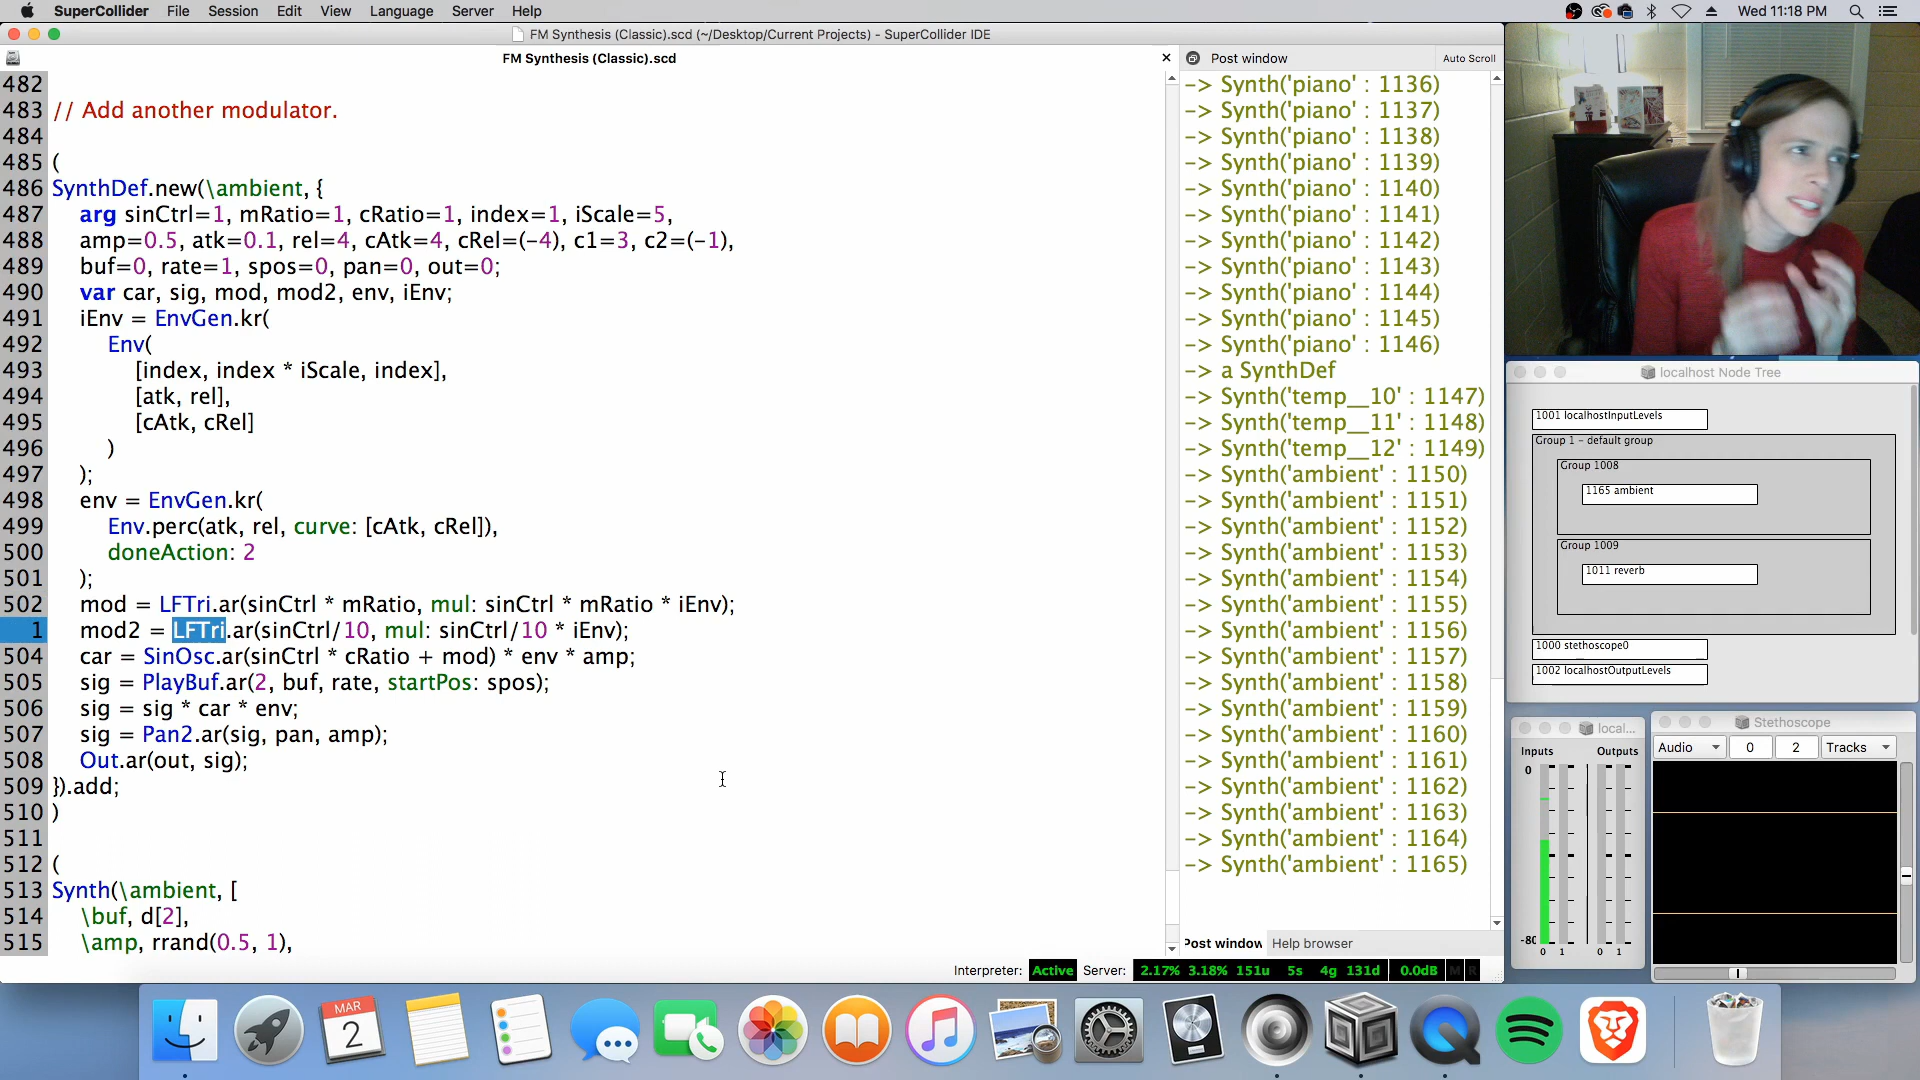 SuperCollider File Session Edit View Language Server Help
Wed 11:18 PM
FM Synthesis (Classic).scd (~/Desktop/Current Projects) - SuperCollider IDE
FM Synthesis (Classic).scd
482
483 // Add another modulator.
484
485 (
486 SynthDef.new(\ambient, {
487 arg sinCtrl=1, mRatio=1, cRatio=1, index=1, iScale=5,
488 amp=0.5, atk=0.1, rel=4, cAtk=4, cRel=(-4), c1=3, c2=(-1),
489 buf=0, rate=1, spos=0, pan=0, out=0;
490 var car, sig, mod, mod2, env, iEnv;
491 iEnv = EnvGen.kr(
492 Env(
493 [index, index * iScale, index],
494 [atk, rel],
495 [cAtk, cRel]
496 )
497 );
498 env = EnvGen.kr(
499 Env.perc(atk, rel, curve: [cAtk, cRel]),
500 doneAction: 2
501 );
502 mod = LFTri.ar(sinCtrl * mRatio, mul: sinCtrl * mRatio * iEnv);
1 mod2 = LFTri.ar(sinCtrl/10, mul: sinCtrl/10 * iEnv);
504 car = SinOsc.ar(sinCtrl * cRatio + mod) * env * amp;
505 sig = PlayBuf.ar(2, buf, rate, startPos: spos);
506 sig = sig * car * env;
507 sig = Pan2.ar(sig, pan, amp);
508 Out.ar(out, sig);
509 }).add;
510 )
511
512 (
513 Synth(\ambient, [
514 \buf, d[2],
515 \amp, rrand(0.5, 1),
Post window
Auto Scroll
-> Synth('piano' : 1136)
-> Synth('piano' : 1137)
-> Synth('piano' : 1138)
-> Synth('piano' : 1139)
-> Synth('piano' : 1140)
-> Synth('piano' : 1141)
-> Synth('piano' : 1142)
-> Synth('piano' : 1143)
-> Synth('piano' : 1144)
-> Synth('piano' : 1145)
-> Synth('piano' : 1146)
-> a SynthDef
-> Synth('temp__10' : 1147)
-> Synth('temp__11' : 1148)
-> Synth('temp__12' : 1149)
-> Synth('ambient' : 1150)
-> Synth('ambient' : 1151)
-> Synth('ambient' : 1152)
-> Synth('ambient' : 1153)
-> Synth('ambient' : 1154)
-> Synth('ambient' : 1155)
-> Synth('ambient' : 1156)
-> Synth('ambient' : 1157)
-> Synth('ambient' : 1158)
-> Synth('ambient' : 1159)
-> Synth('ambient' : 1160)
-> Synth('ambient' : 1161)
-> Synth('ambient' : 1162)
-> Synth('ambient' : 1163)
-> Synth('ambient' : 1164)
-> Synth('ambient' : 1165)
Post window Help browser
Interpreter: Active Server: 2.17% 3.18% 151u 5s 4g 131d 0.0dB M R
localhost Node Tree
1001 localhostInputLevels
Group 1 - default group
Group 1008
1165 ambient
Group 1009
1011 reverb
1000 stethoscope0
1002 localhostOutputLevels
local...
Inputs Outputs
0
-80
0 1 0 1
Stethoscope
Audio 0 2 Tracks
MAR
2